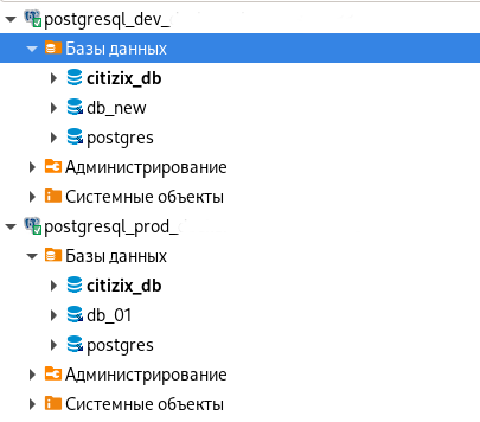 postgresql_dev_
Базы данных
citizix_db
db_new
postgres
Администрирование
Системные объекты
postgresql_prod_
Базы данных
citizix_db
db_01
postgres
Администрирование
Системные объекты